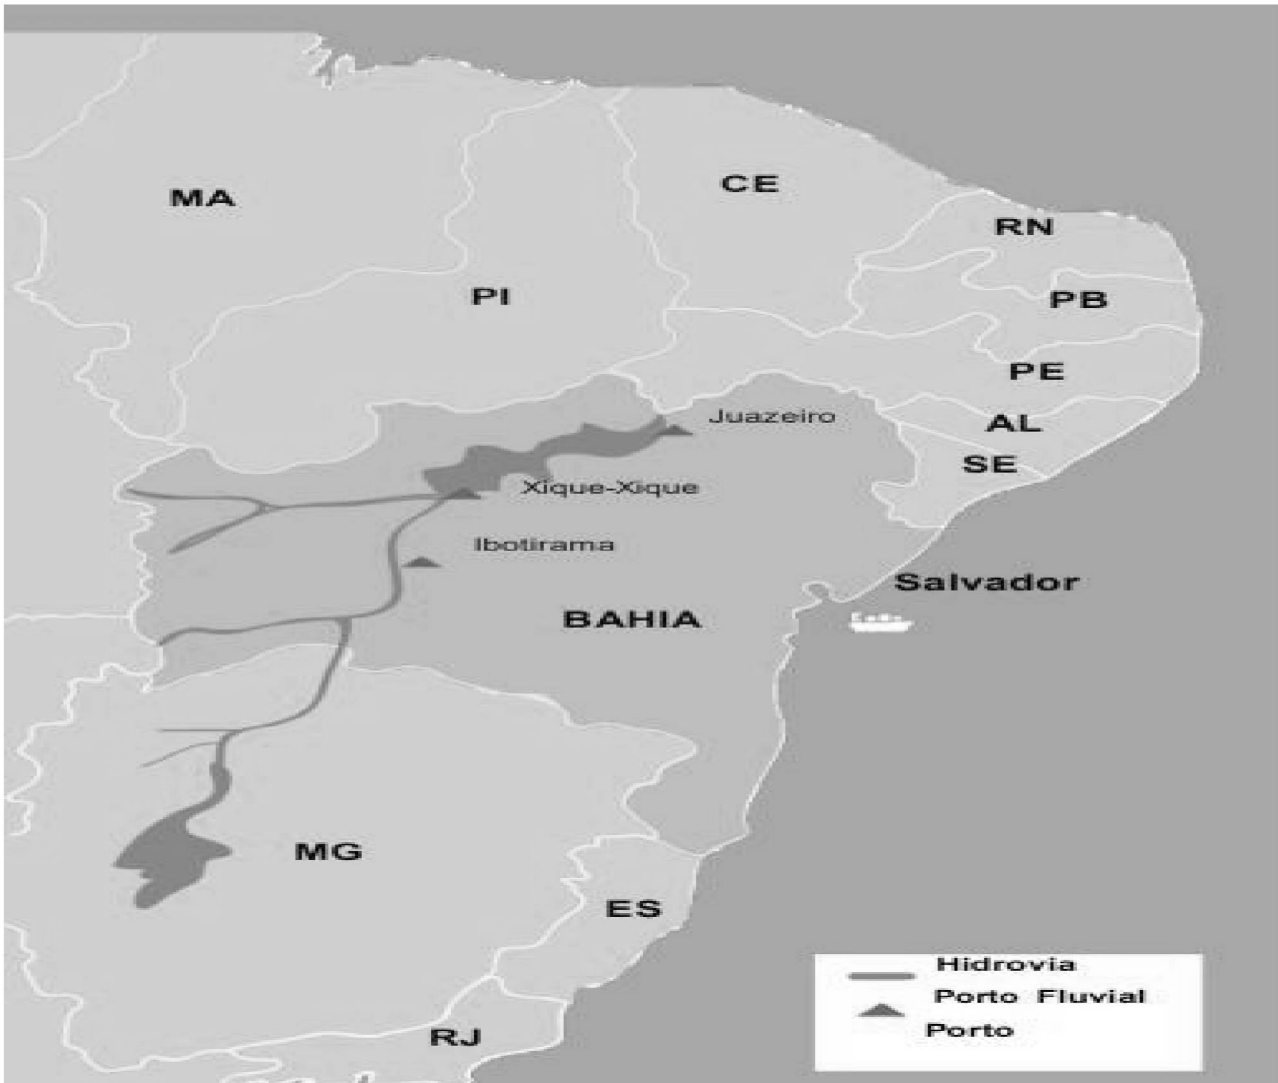 MA
CE
RN
PI
PB
PE
Juazeiro
AL
SE
Xique-Xique
Ibotirama
Salvador
BAHIA
MG
ES
Hidrovia
Porto Fluvial
Porto
RJ